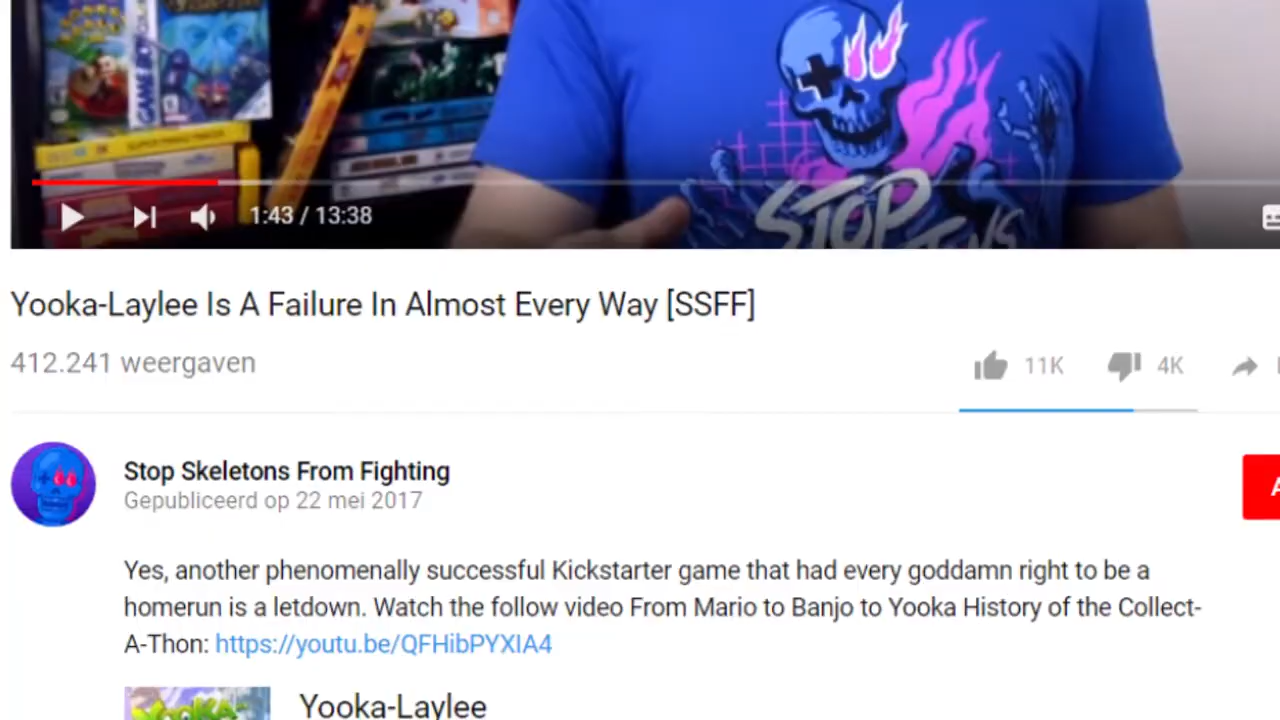 GAME BOY
STOP
1:43 / 13:38
Yooka-Laylee Is A Failure In Almost Every Way [SSFF]
412.241 weergaven
11K
4K
Stop Skeletons From Fighting
Gepubliceerd op 22 mei 2017
Yes, another phenomenally successful Kickstarter game that had every goddamn right to be a
homerun is a letdown. Watch the follow video From Mario to Banjo to Yooka History of the Collect-
A-Thon: https://youtu.be/QFHibPYXIA4
Yooka-Laylee